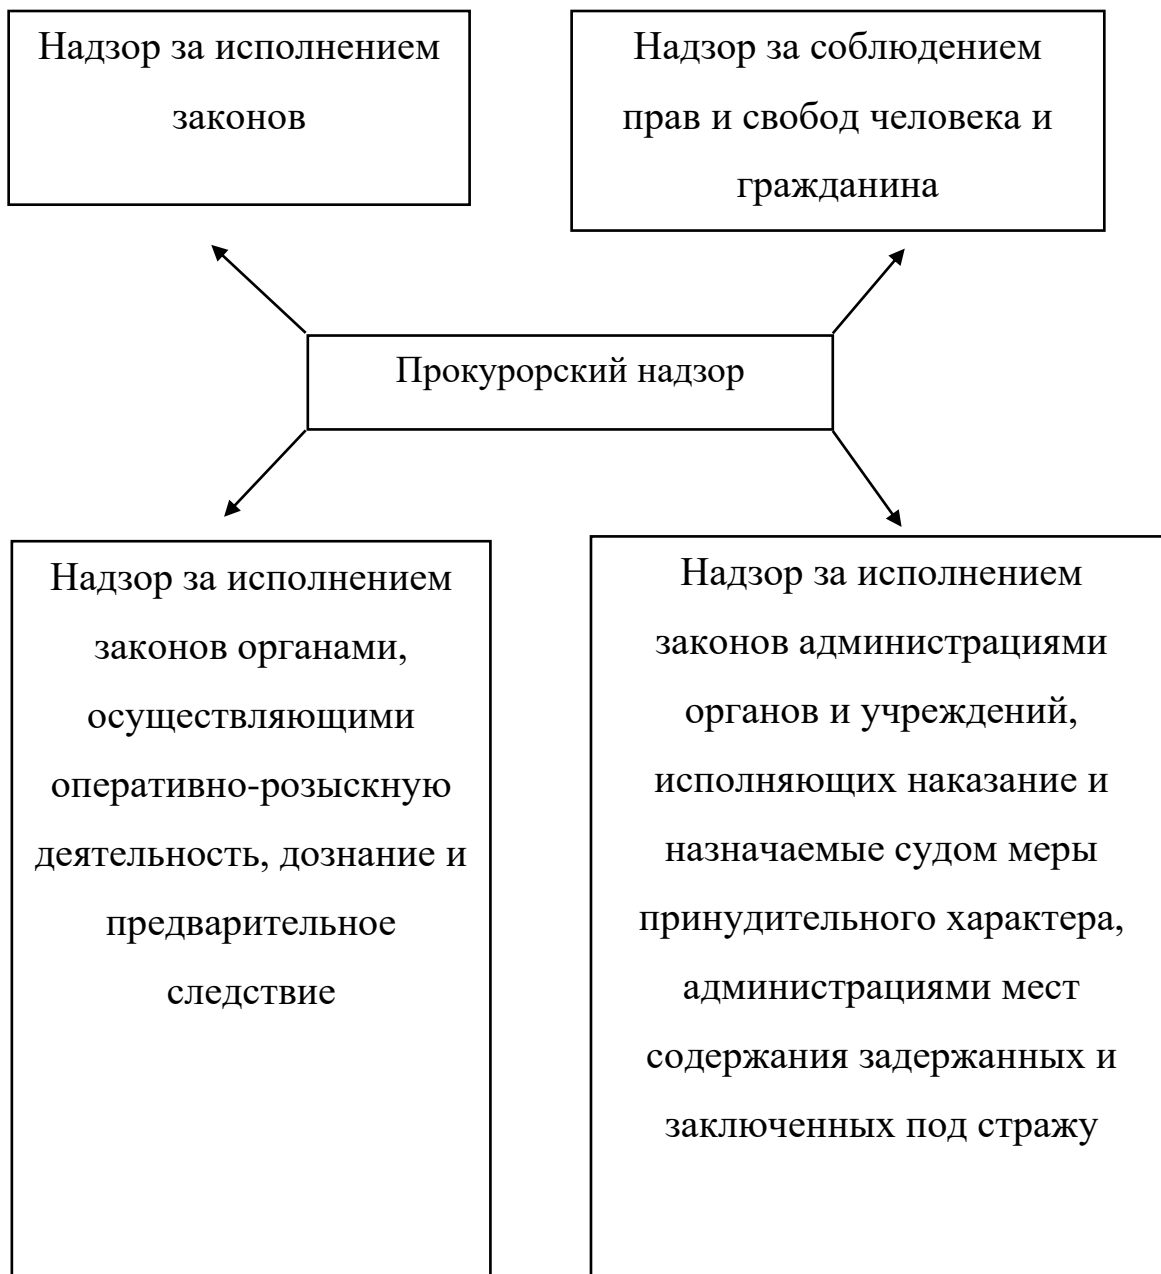 Надзор за исполнением
законов
Надзор за соблюдением
прав и свобод человека и
гражданина
Прокурорский надзор
Надзор за исполнением
законов органами,
осуществляющими
оперативно-розыскную
деятельность, дознание и
предварительное
следствие
Надзор за исполнением
законов администрациями
органов и учреждений,
исполняющих наказание и
назначаемые судом меры
принудительного характера,
администрациями мест
содержания задержанных и
заключенных под стражу